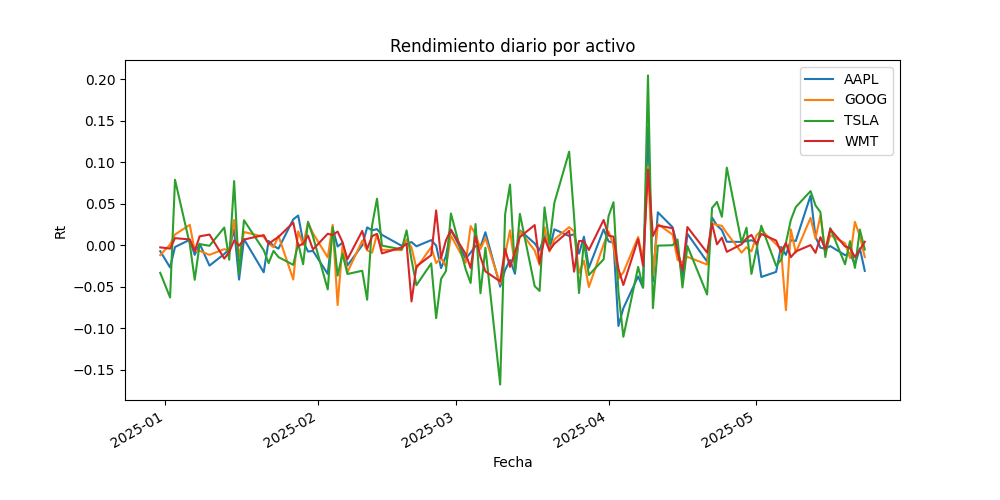 Rendimiento diario por activo
Rt
0.20
0.15
0.10
0.05
0.00
−0.05
−0.10
−0.15
AAPL
GOOG
TSLA
WMT
2025-01
2025-02
2025-03
2025-04
2025-05
Fecha